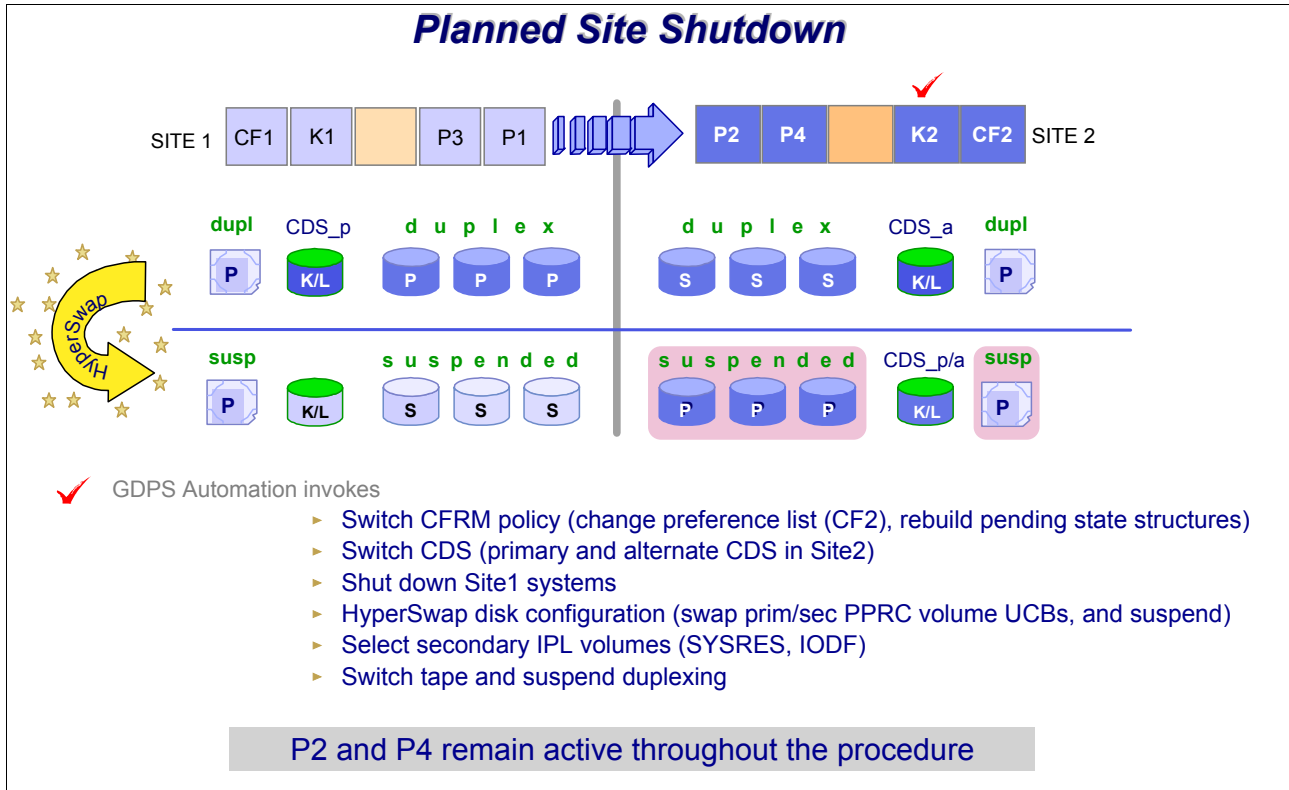 Planned Site Shutdown
SITE 1 CF1 K1 P3 P1 P2 P4 K2 CF2 SITE 2
dupl CDS_p d u p l e x d u p l e x CDS_a dupl
P K/L P P P S S S K/L P
HyperSwap
susp s u s p e n d e d s u s p e n d e d CDS_p/a susp
P K/L S S S P P P K/L P
GDPS Automation invokes
► Switch CFRM policy (change preference list (CF2), rebuild pending state structures)
► Switch CDS (primary and alternate CDS in Site2)
► Shut down Site1 systems
► HyperSwap disk configuration (swap prim/sec PPRC volume UCBs, and suspend)
► Select secondary IPL volumes (SYSRES, IODF)
► Switch tape and suspend duplexing
P2 and P4 remain active throughout the procedure